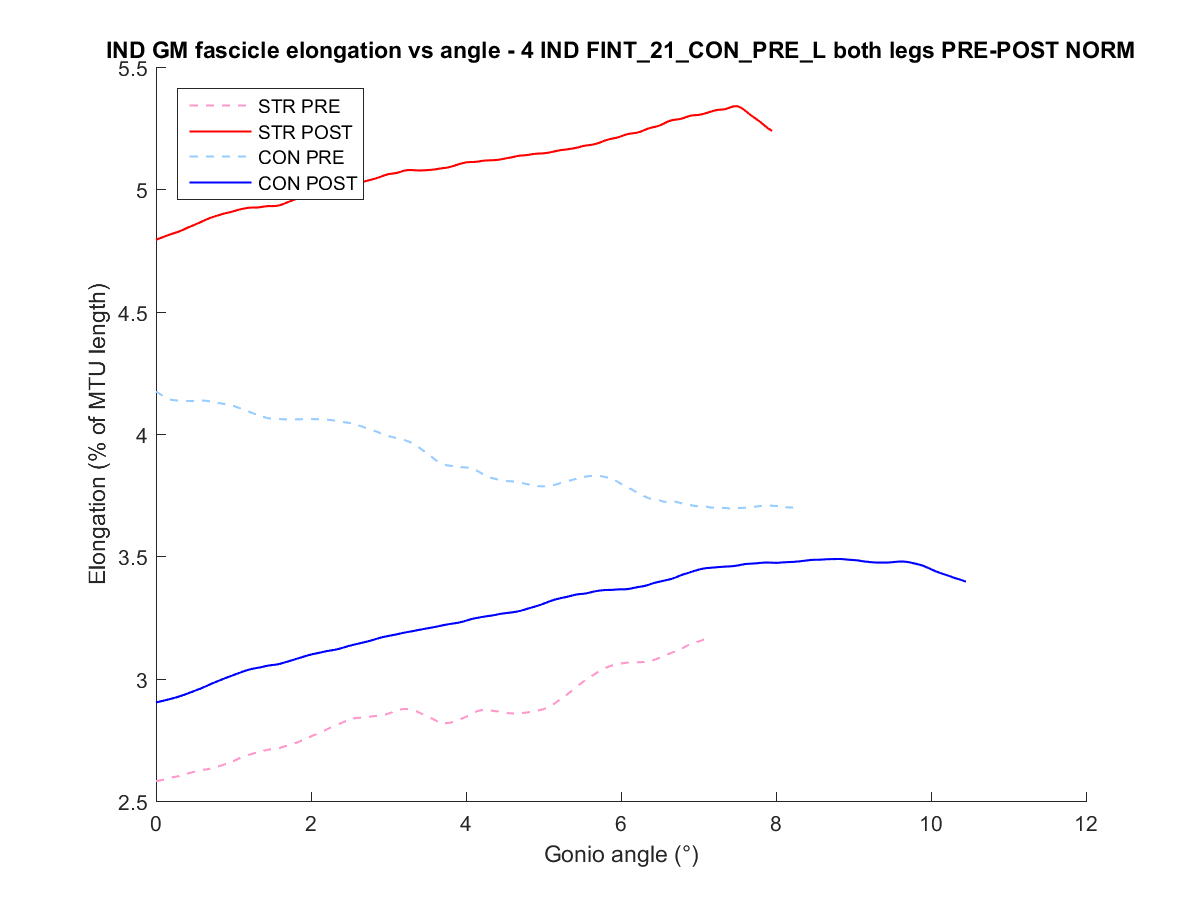 IND GM fascicle elongation vs angle - 4 IND FINT_21_CON_PRE_L both legs PRE-POST NORM
5.5
STR PRE
STR POST
CON PRE
CON POST
5
4.5
4
3.5
3
2.5
Elongation (% of MTU length)
0
2
4
6
8
10
12
Gonio angle (°)